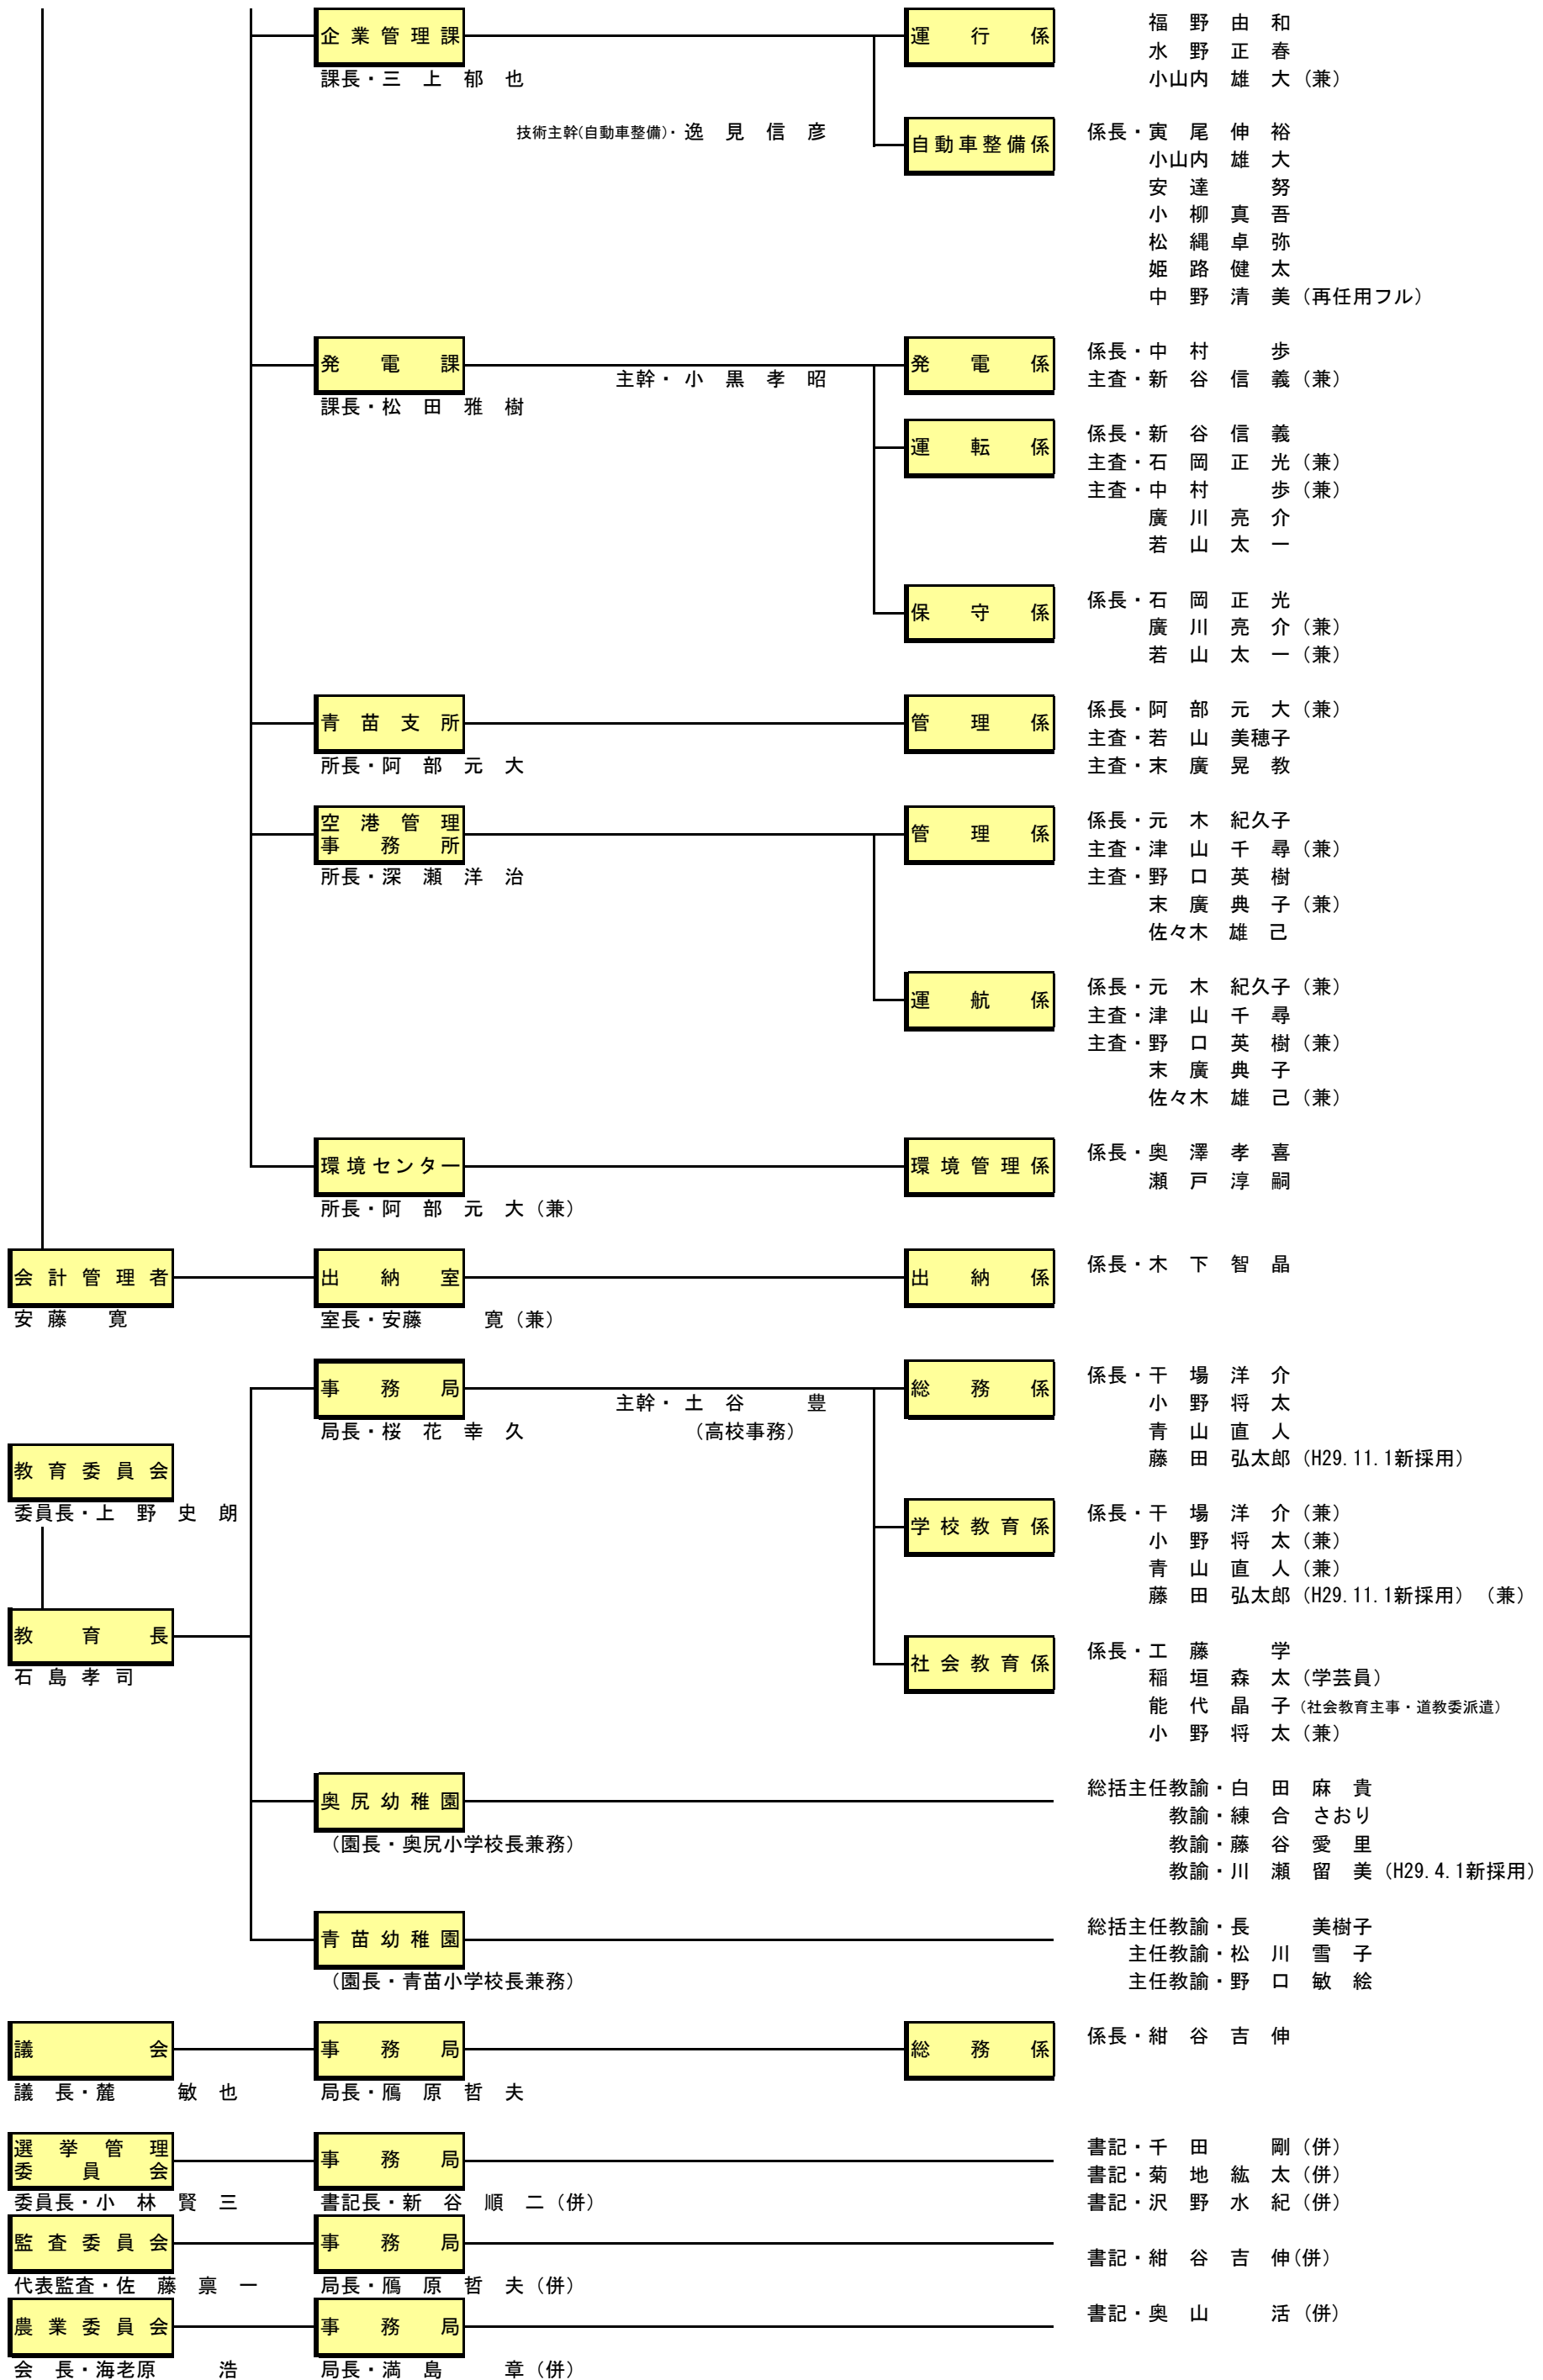 企業管理課
課長・三上郁也
技術主幹(自動車整備)・逸見信彦
運行係
福野由和
水野正春
小山内雄大（兼）
自動車整備係
係長・寅尾伸裕
小山内雄大
安達努
小柳真吾
松縄卓弥
姫路健太
中野清美（再任用フル）
発電課
課長・松田雅樹
主幹・小黒孝昭
発電係
係長・中村歩
主査・新谷信義（兼）
運転係
係長・新谷信義
主査・石岡正光（兼）
主査・中村歩（兼）
廣川亮介
若山太一
保守係
係長・石岡正光
廣川亮介（兼）
若山太一（兼）
青苗支所
所長・阿部元大
管理係
係長・阿部元大（兼）
主査・若山美穂子
主査・末廣晃教
空港管理
事務所
所長・深瀬洋治
管理係
係長・元木紀久子
主査・津山千尋（兼）
主査・野口英樹
末廣典子（兼）
佐々木雄己
運航係
係長・元木紀久子（兼）
主査・津山千尋
主査・野口英樹（兼）
末廣典子
佐々木雄己（兼）
環境センター
所長・阿部元大（兼）
環境管理係
係長・奥澤孝喜
瀬戸淳嗣
会計管理者
安藤寛
出納室
室長・安藤寛（兼）
出納係
係長・木下智晶
教育委員会
委員長・上野史朗
教育長
石島孝司
事務局
局長・桜花幸久
主幹・土谷豊
（高校事務）
総務係
係長・干場洋介
小野将太
青山直人
藤田弘太郎（H29.11.1新採用）
学校教育係
係長・干場洋介（兼）
小野将太（兼）
青山直人（兼）
藤田弘太郎（H29.11.1新採用）（兼）
社会教育係
係長・工藤学
稲垣森太（学芸員）
能代晶子（社会教育主事・道教委派遣）
小野将太（兼）
奥尻幼稚園
（園長・奥尻小学校長兼務）
総括主任教諭・白田麻貴
教諭・練合さおり
教諭・藤谷愛里
教諭・川瀬留美（H29.4.1新採用）
青苗幼稚園
（園長・青苗小学校長兼務）
総括主任教諭・長美樹子
主任教諭・松川雪子
主任教諭・野口敏絵
議会
議長・麓敏也
事務局
局長・鴈原哲夫
総務係
係長・紺谷吉伸
選挙管理
委員会
委員長・小林賢三
事務局
書記長・新谷順二（併）
書記・千田剛（併）
書記・菊地紘太（併）
書記・沢野水紀（併）
監査委員会
代表監査・佐藤禀一
事務局
局長・鴈原哲夫（併）
書記・紺谷吉伸(併）
農業委員会
会長・海老原浩
事務局
局長・満島章（併）
書記・奥山活（併）